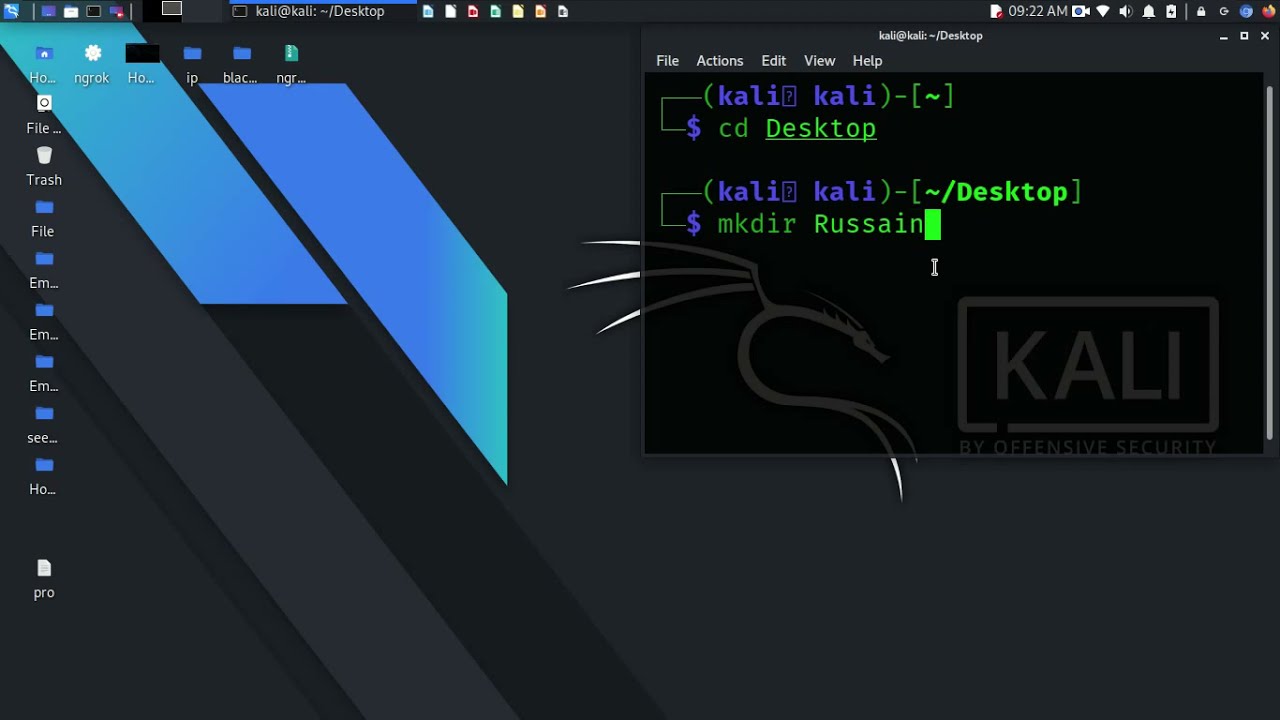 kali@kali: ~/Desktop
09:22 AM
kali@kali: ~/Desktop
File Actions Edit View Help
(kali kali)-[~]
$ cd Desktop
(kali kali)-[~/Desktop]
$ mkdir Russain
KALI
BY OFFENSIVE SECURITY
Ho...
ngrok
Ho...
ip
blac...
ngr...
File ...
Trash
File
Em...
Em...
Em...
see...
Ho...
pro